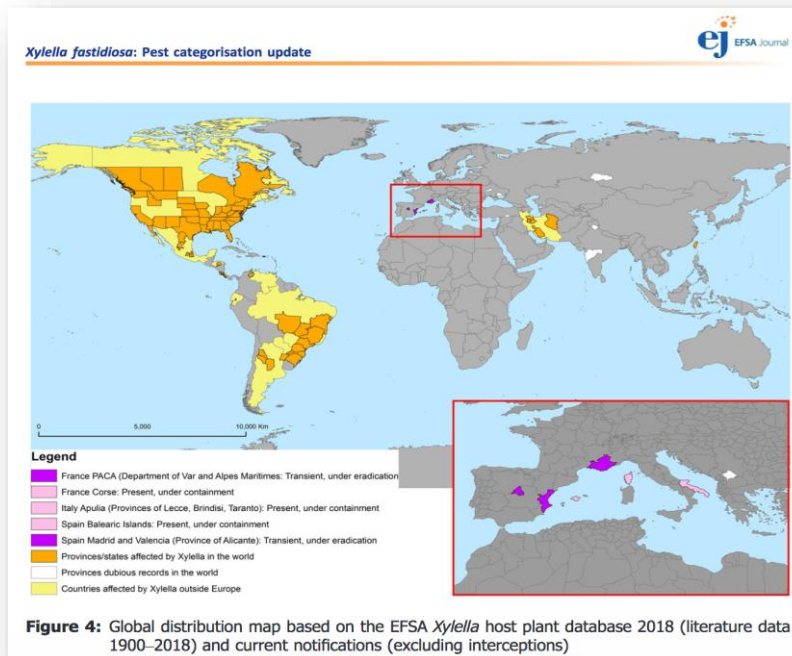 Xylella fastidiosa: Pest categorisation update
ej EFSA Journal
0 5,000 10,000 Km
Legend
France PACA (Department of Var and Alpes Maritimes: Transient, under eradication
France Corse: Present, under containment
Italy Apulia (Provinces of Lecce, Brindisi, Taranto): Present, under containment
Spain Balearic Islands: Present, under containment
Spain Madrid and Valencia (Province of Alicante): Transient, under eradication
Provinces/states affected by Xylella in the world
Provinces dubious records in the world
Countries affected by Xylella outside Europe
Figure 4: Global distribution map based on the EFSA Xylella host plant database 2018 (literature data
1900–2018) and current notifications (excluding interceptions)